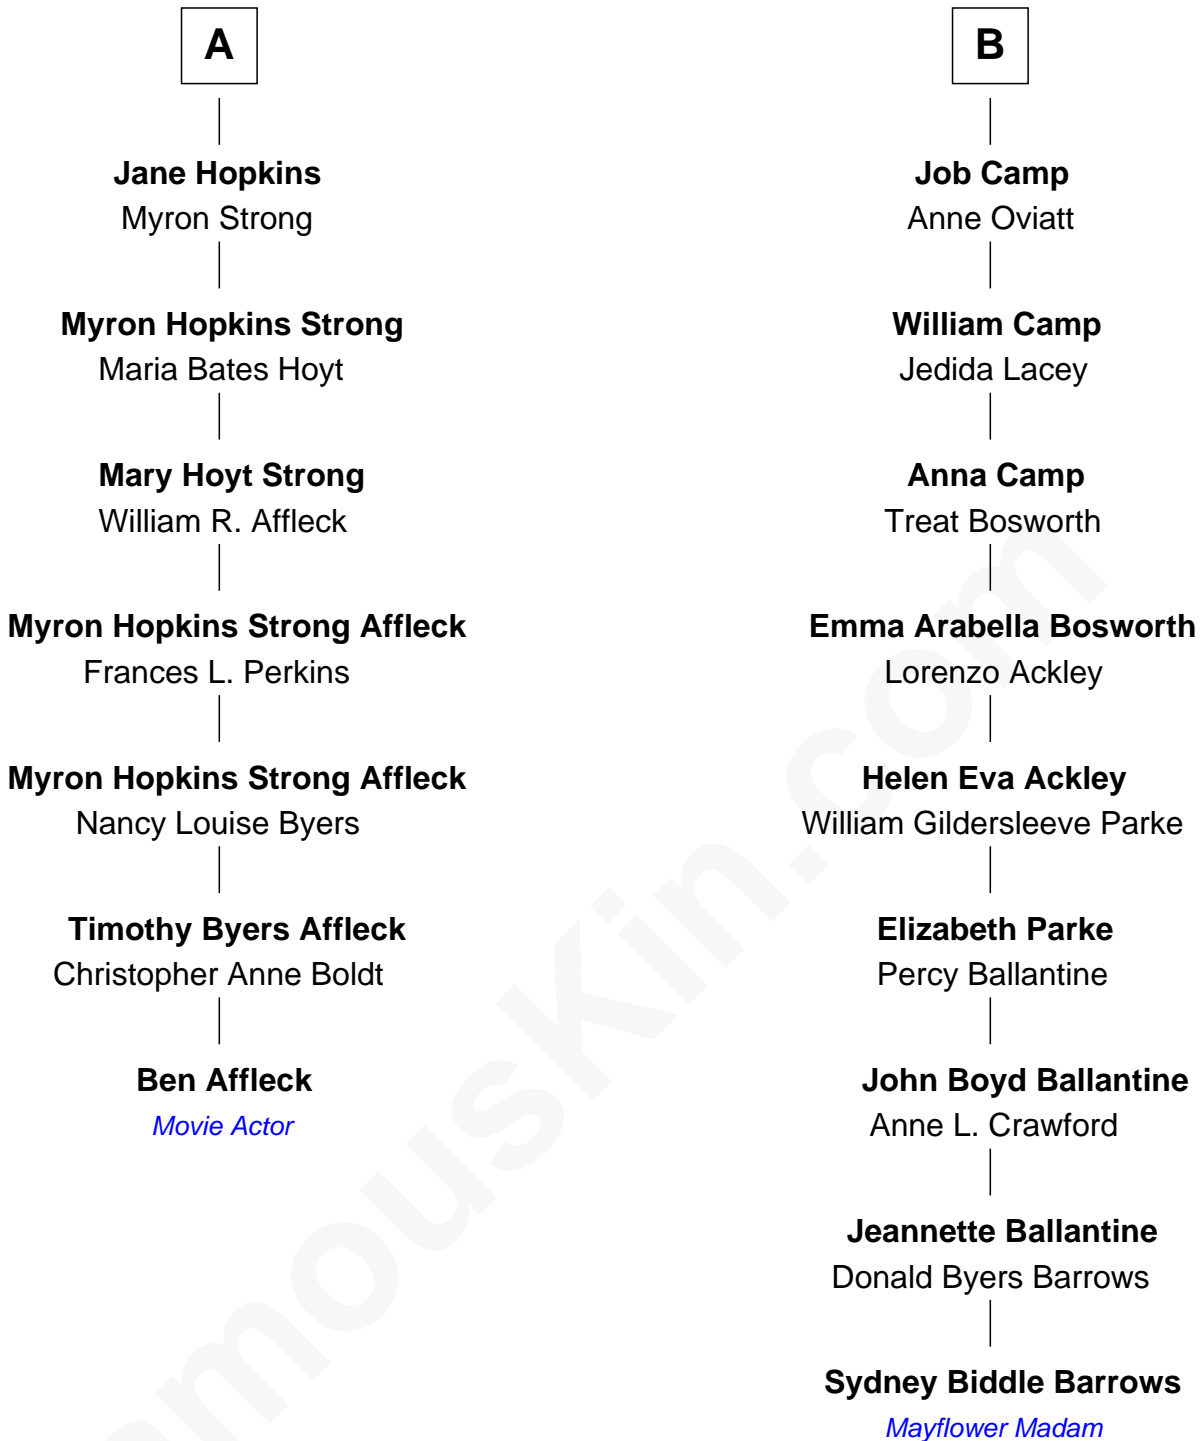 A
Jane Hopkins
Myron Strong
Myron Hopkins Strong
Maria Bates Hoyt
Mary Hoyt Strong
William R. Affleck
Myron Hopkins Strong Affleck
Frances L. Perkins
Myron Hopkins Strong Affleck
Nancy Louise Byers
Timothy Byers Affleck
Christopher Anne Boldt
Ben Affleck
Movie Actor
B
Job Camp
Anne Oviatt
William Camp
Jedida Lacey
Anna Camp
Treat Bosworth
Emma Arabella Bosworth
Lorenzo Ackley
Helen Eva Ackley
William Gildersleeve Parke
Elizabeth Parke
Percy Ballantine
John Boyd Ballantine
Anne L. Crawford
Jeannette Ballantine
Donald Byers Barrows
Sydney Biddle Barrows
Mayflower Madam
amousKin.com